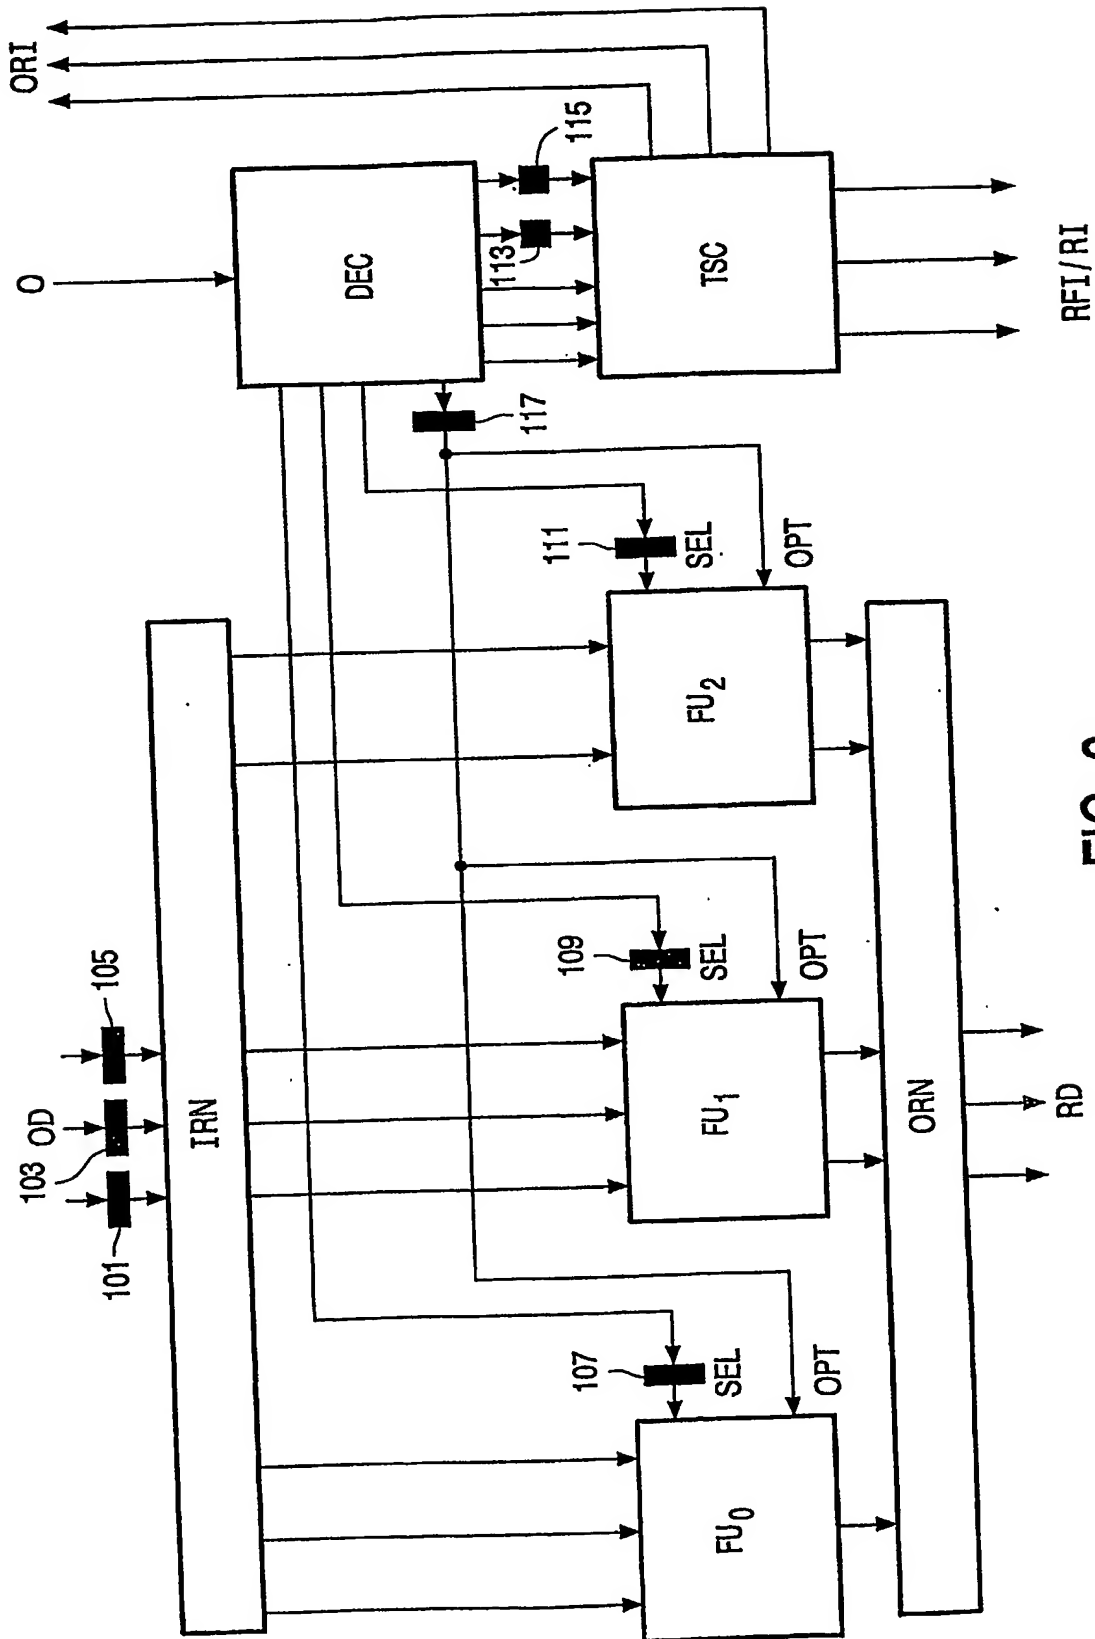 103
OD
O
ORI
101
105
IRN
DEC
113
115
117
107
109
111
SEL
SEL
SEL
FU₀
FU₁
FU₂
TSC
OPT
OPT
OPT
ORN
RD
RFI/RI